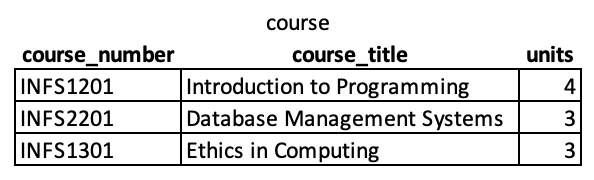 course
course_number course_title units
INFS1201 Introduction to Programming 4
INFS2201 Database Management Systems 3
INFS1301 Ethics in Computing 3